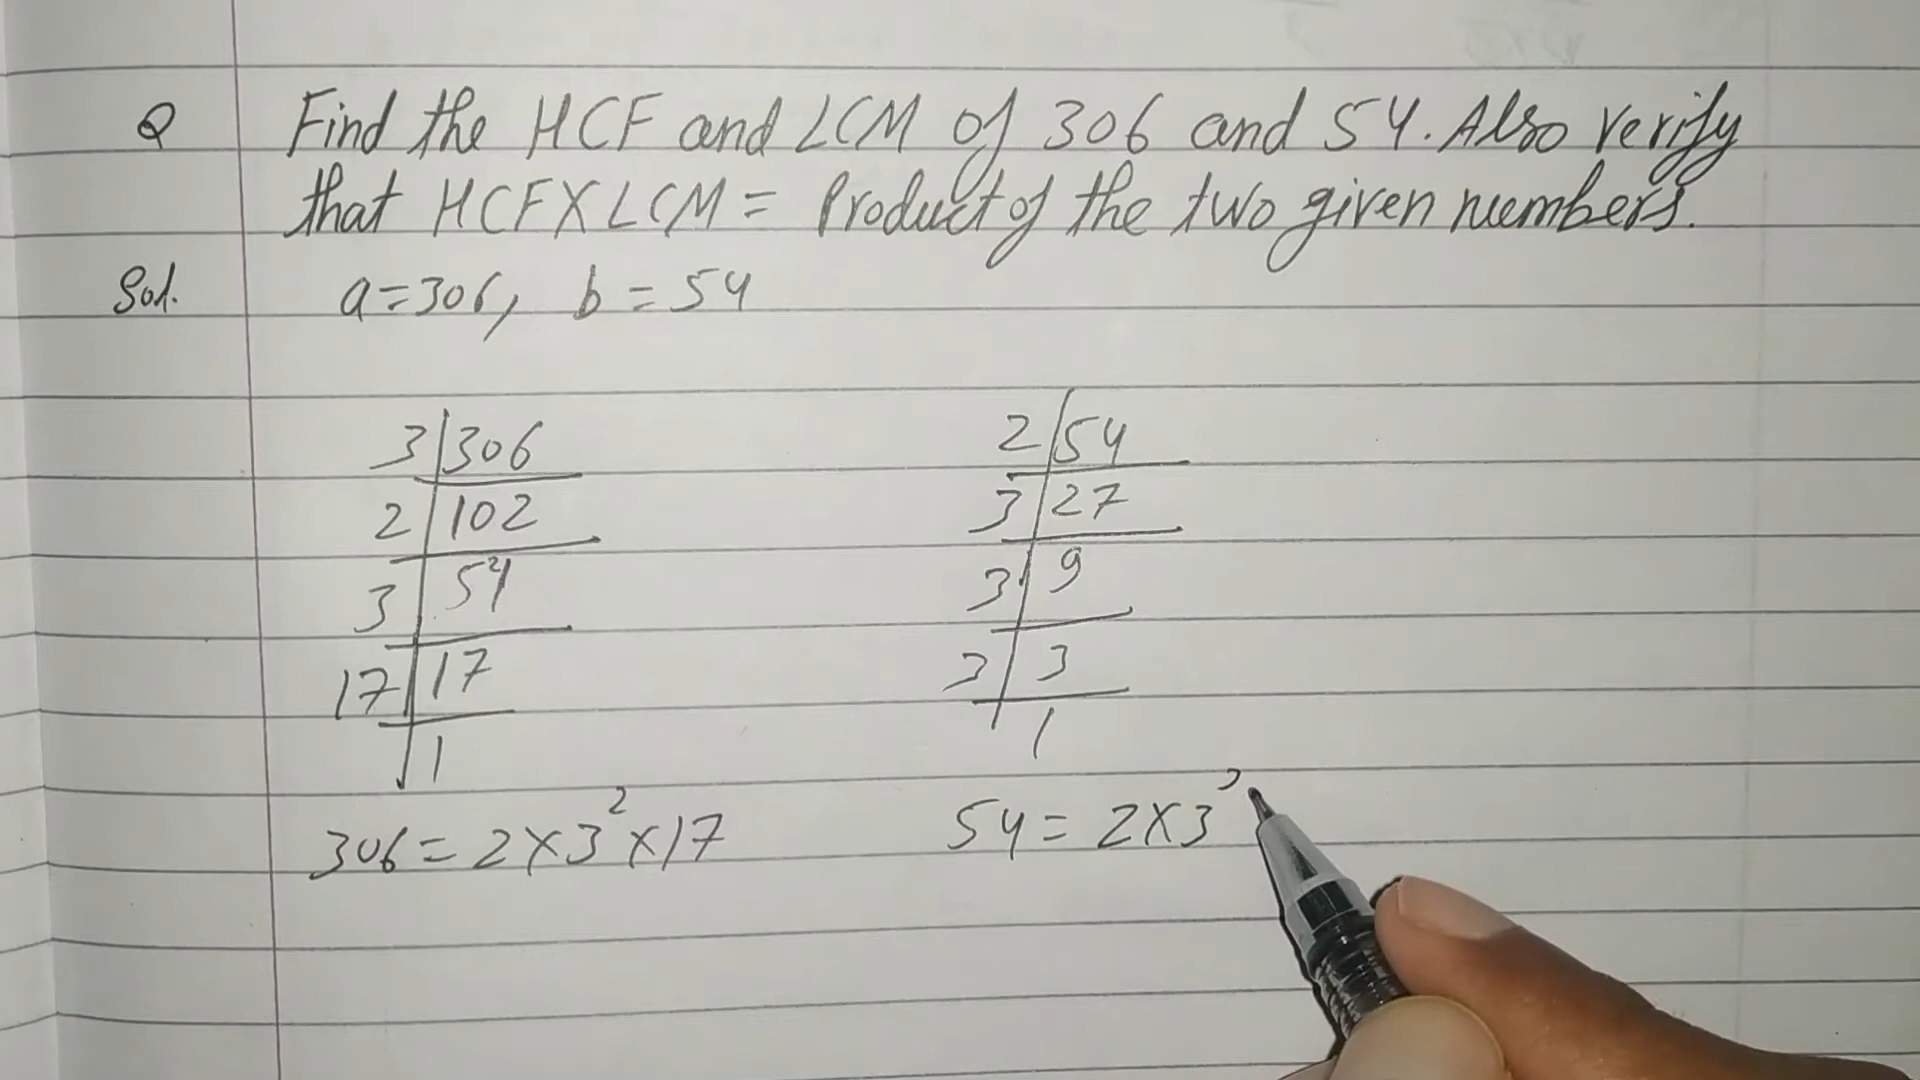 Q Find the HCF and LCM of 306 and 54. Also verify
that HCF X LCM = Product of the two given numbers.
Sol. a=306, b=54
3 306 2 54
2 102 3 27
3 54 3 9
17 17 3 3
1 1
306 = 2 X 3² X 17 54 = 2 X 3